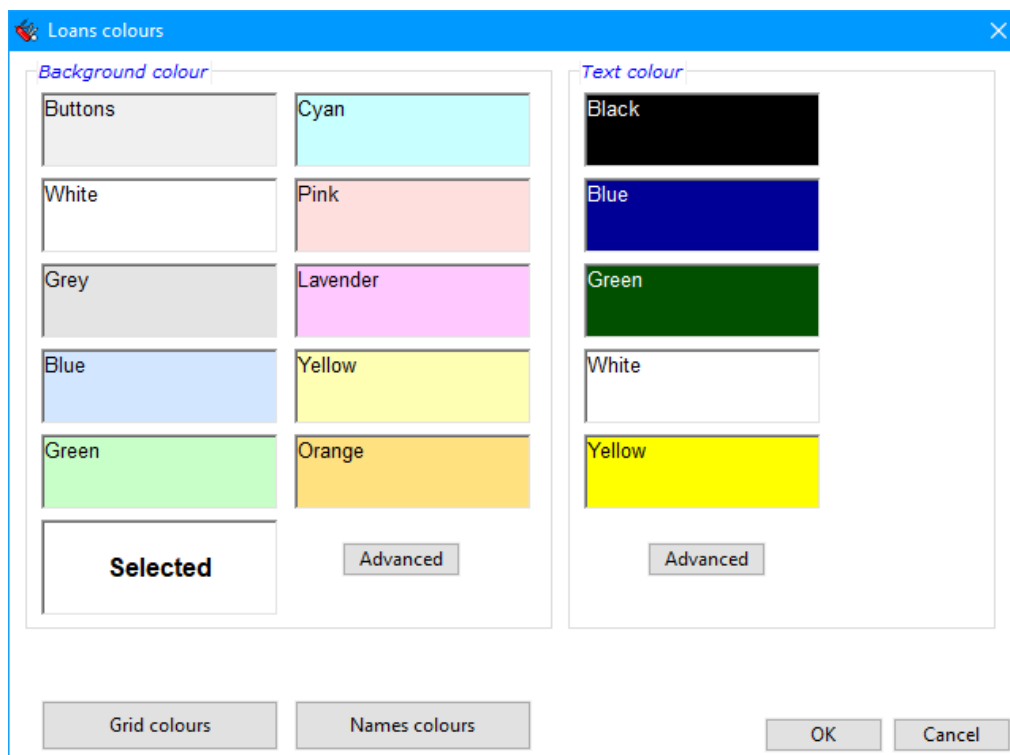 Loans colours
Background colour
Text colour
Buttons
Cyan
Black
White
Pink
Blue
Grey
Lavender
Green
Blue
Yellow
White
Green
Orange
Yellow
Selected
Advanced
Advanced
Grid colours
Names colours
OK
Cancel